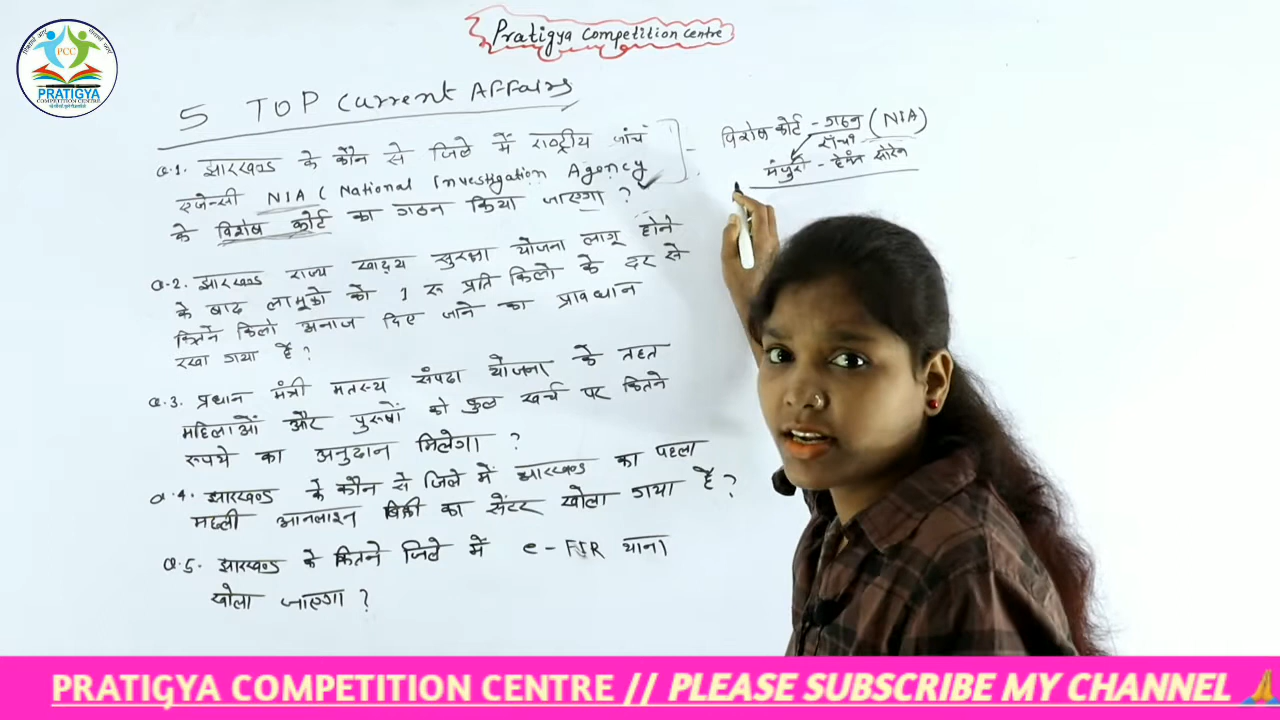 Pratigya Competition Centre
PCC
PRATIGYA
COMPETITION CENTRE
5 TOP Current Affairs
Q.1. झारखण्ड के कौन से जिले में राष्ट्रीय जांच
एजेन्सी NIA ( National Investigation Agency
के विशेष कोर्ट का गठन किया जाएगा ?
विशेष कोर्ट - गठन (NIA)
राँची
मंजुरी - हेमंत सोरेन
Q.2. झारखण्ड राज्य खाद्य सुरक्षा योजना लागू होने
के बाद लाभूको को 1 रू प्रति किलो के दर से
कितने किलो अनाज दिए जाने का प्रावधान
रखा गया है ?
Q.3. प्रधान मंत्री मतस्य संपदा योजना के तहत
महिलाओं और पुरूषों को कुल खर्च पर कितने
रूपये का अनुदान मिलेगा ?
Q.4. झारखण्ड के कौन से जिले में झारखण्ड का पहला
मछली आनलाइन बिक्री का सेंटर खोला गया है ?
Q.5. झारखण्ड के कितने जिले में e-FIR थाना
खोला जाएगा ?
PRATIGYA COMPETITION CENTRE // PLEASE SUBSCRIBE MY CHANNEL 🙏